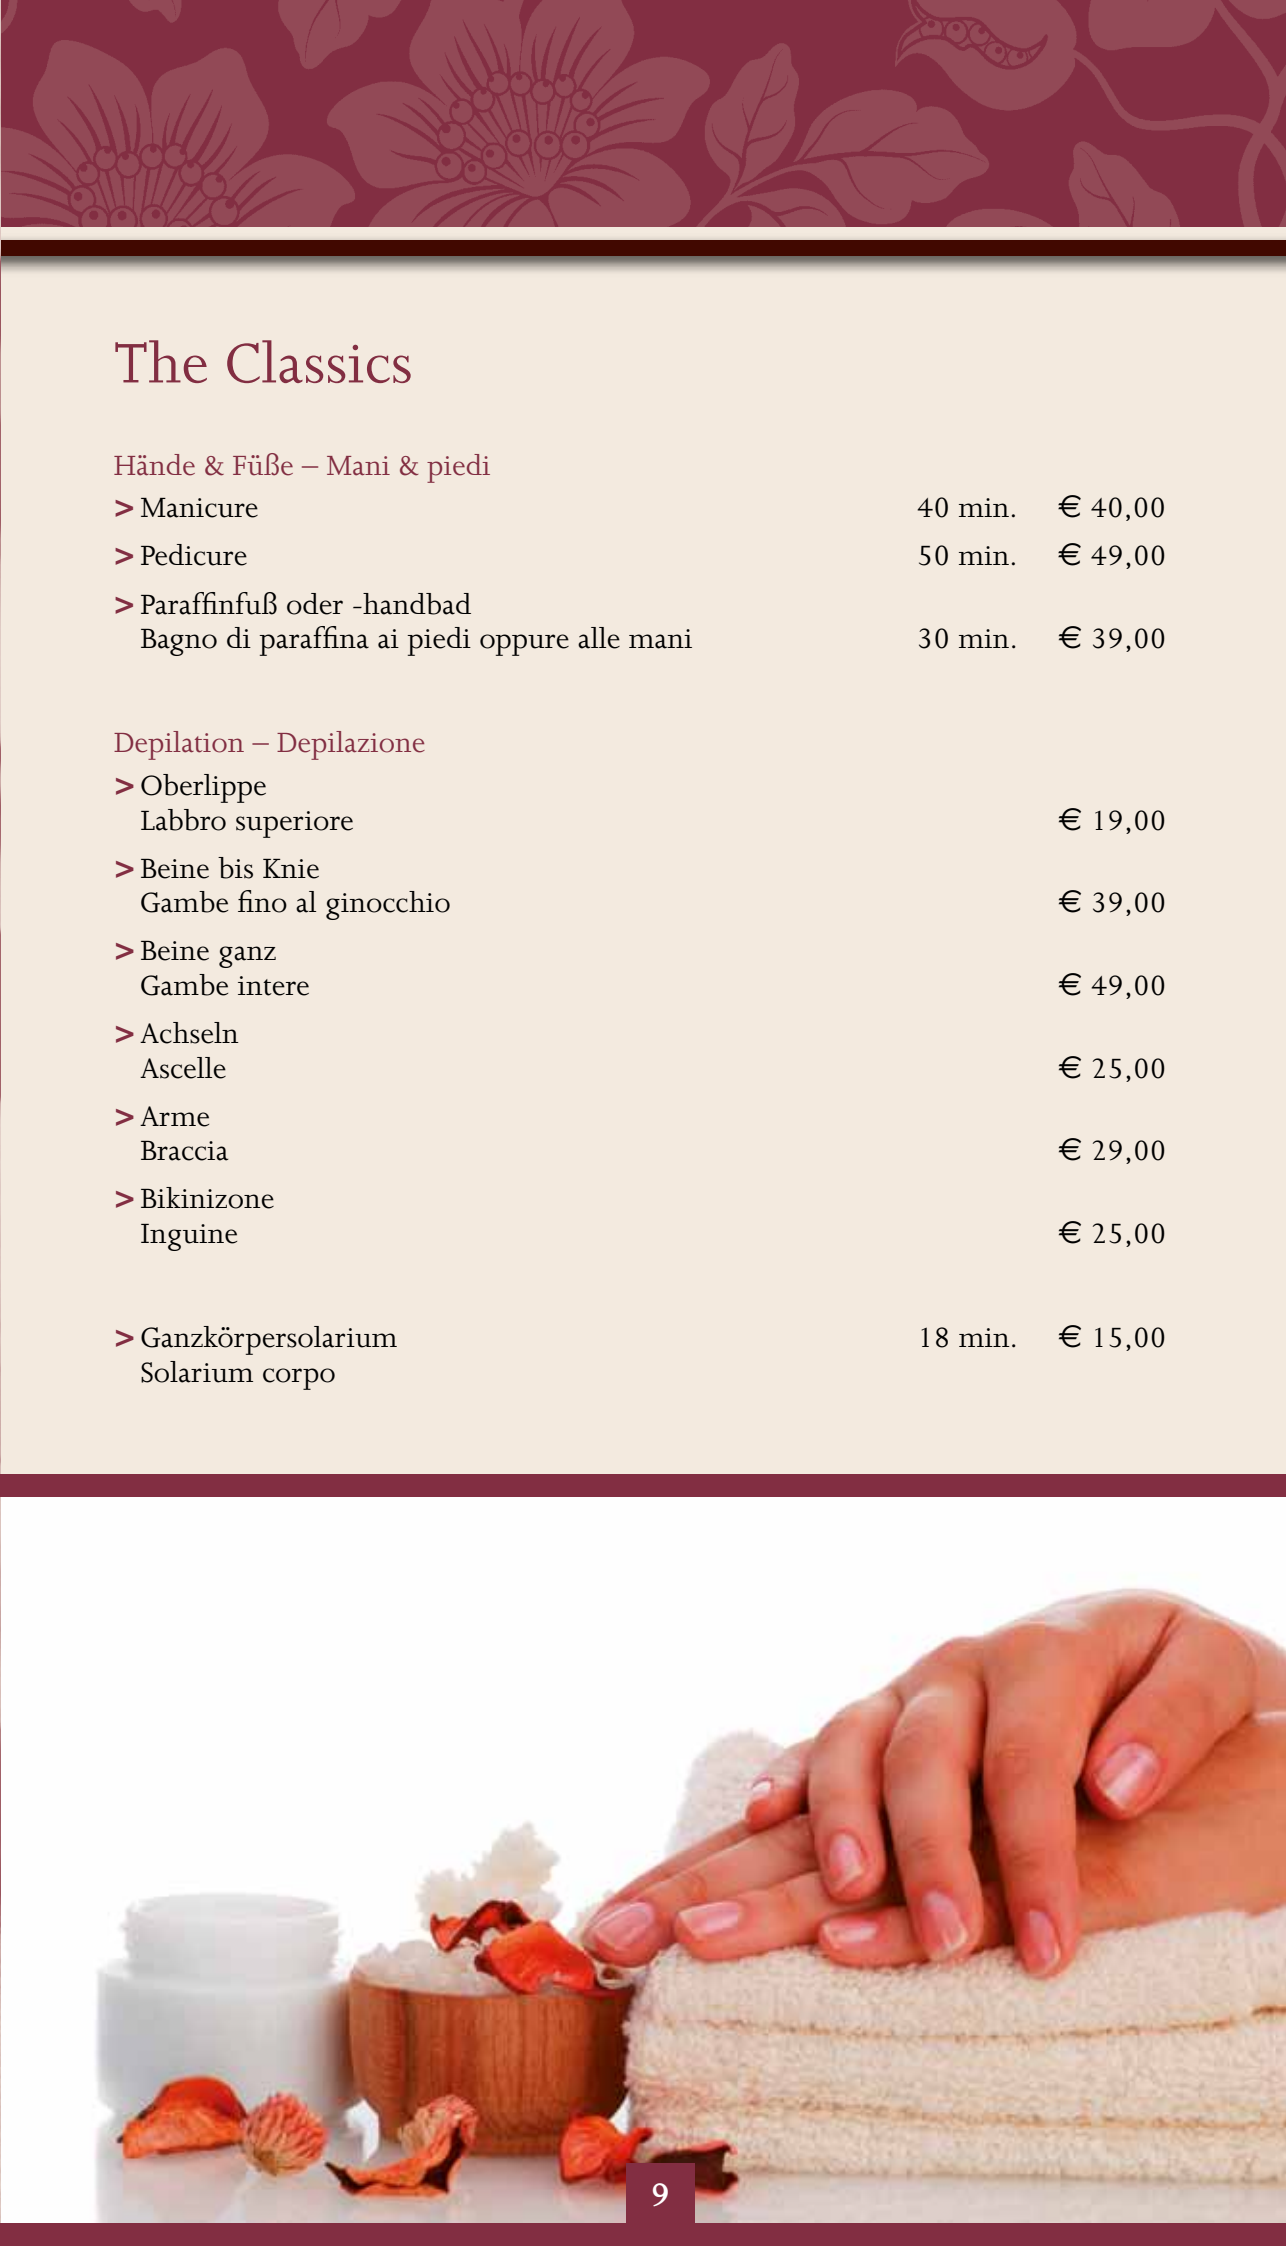 The Classics
Hände & Füße – Mani & piedi
> Manicure 40 min. € 40,00
> Pedicure 50 min. € 49,00
> Paraffinfuß oder -handbad
Bagno di paraffina ai piedi oppure alle mani 30 min. € 39,00
Depilation – Depilazione
> Oberlippe
Labbro superiore € 19,00
> Beine bis Knie
Gambe fino al ginocchio € 39,00
> Beine ganz
Gambe intere € 49,00
> Achseln
Ascelle € 25,00
> Arme
Braccia € 29,00
> Bikinizone
Inguine € 25,00
> Ganzkörpersolarium 18 min. € 15,00
Solarium corpo
9